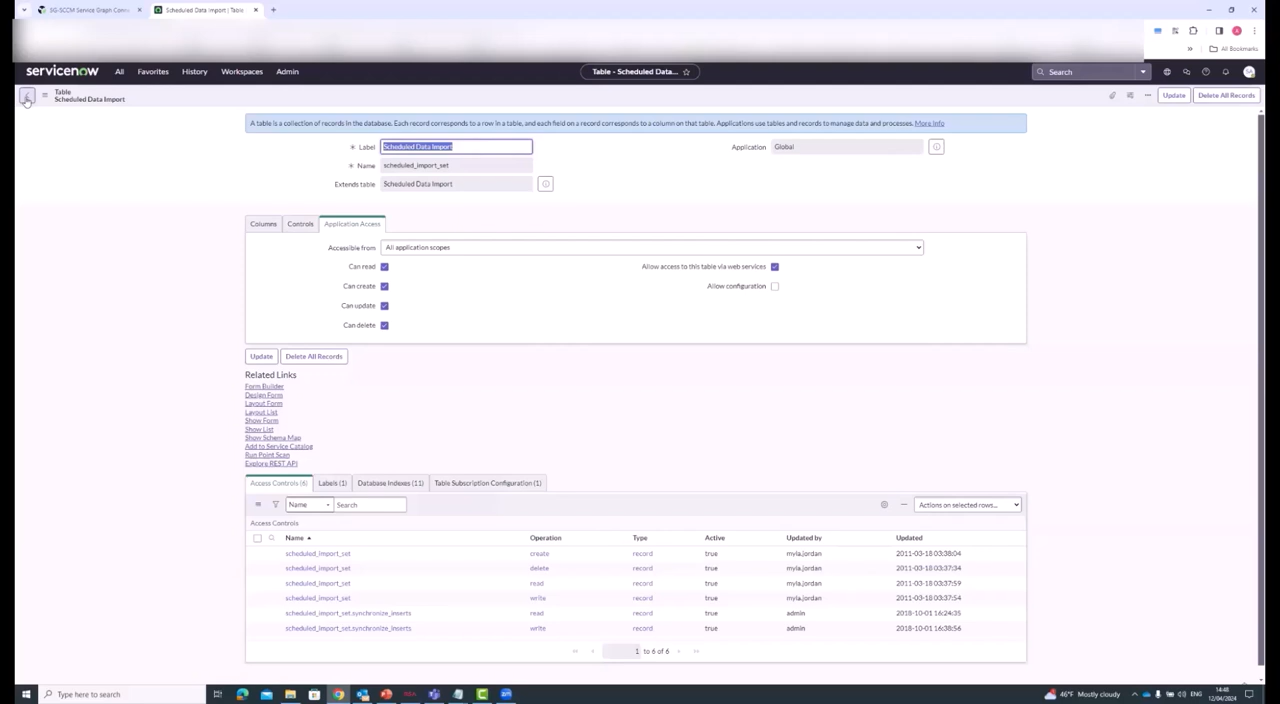 SG-SCCM Service Graph Conne
Scheduled Data Import | Table
All Bookmarks
servicenow All Favorites History Workspaces Admin Table - Scheduled Data... Search
Table
Scheduled Data Import
Update Delete All Records
A table is a collection of records in the database. Each record corresponds to a row in a table, and each field on a record corresponds to a column on that table. Applications use tables and records to manage data and processes. More Info
Label Scheduled Data Import Application Global
Name scheduled_import_set
Extends table Scheduled Data Import
Columns Controls Application Access
Accessible from All application scopes
Can read Allow access to this table via web services
Can create Allow configuration
Can update
Can delete
Update Delete All Records
Related Links
Form Builder
Design Form
Layout Form
Layout List
Show Form
Show List
Show Schema Map
Add to Service Catalog
Run Point Scan
Explore REST API
Access Controls (6) Labels (1) Database Indexes (11) Table Subscription Configuration (1)
Name Search Actions on selected rows...
Access Controls
Name Operation Type Active Updated by Updated
scheduled_import_set create record true myla.jordan 2011-03-18 03:38:04
scheduled_import_set delete record true myla.jordan 2011-03-18 03:37:34
scheduled_import_set read record true myla.jordan 2011-03-18 03:37:59
scheduled_import_set write record true myla.jordan 2011-03-18 03:37:54
scheduled_import_set.synchronize_inserts read record true admin 2018-10-01 16:24:35
scheduled_import_set.synchronize_inserts write record true admin 2018-10-01 16:38:56
1 to 6 of 6
Type here to search
46°F Mostly cloudy
ENG
14:48
12/04/2024